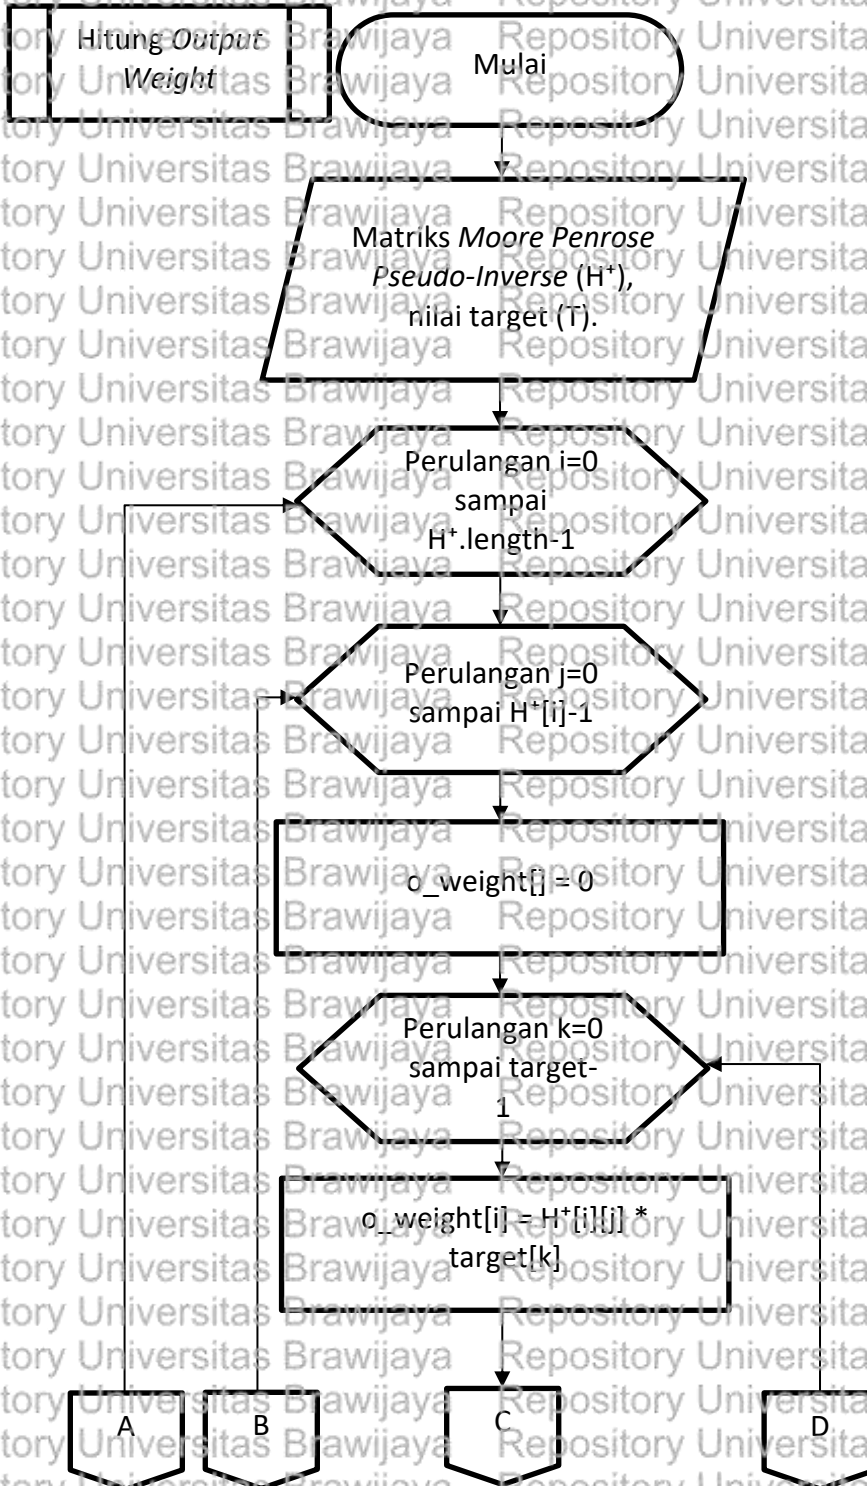 Hitung Output
Weight
Mulai
Matriks Moore Penrose
Pseudo-Inverse (H⁺),
nilai target (T).
Perulangan i=0
sampai
H⁺.length-1
Perulangan j=0
sampai H⁺[i]-1
o_weight[j] = 0
Perulangan k=0
sampai target-
1
o_weight[i] = H⁺[i][j] *
target[k]
A
B
C
D